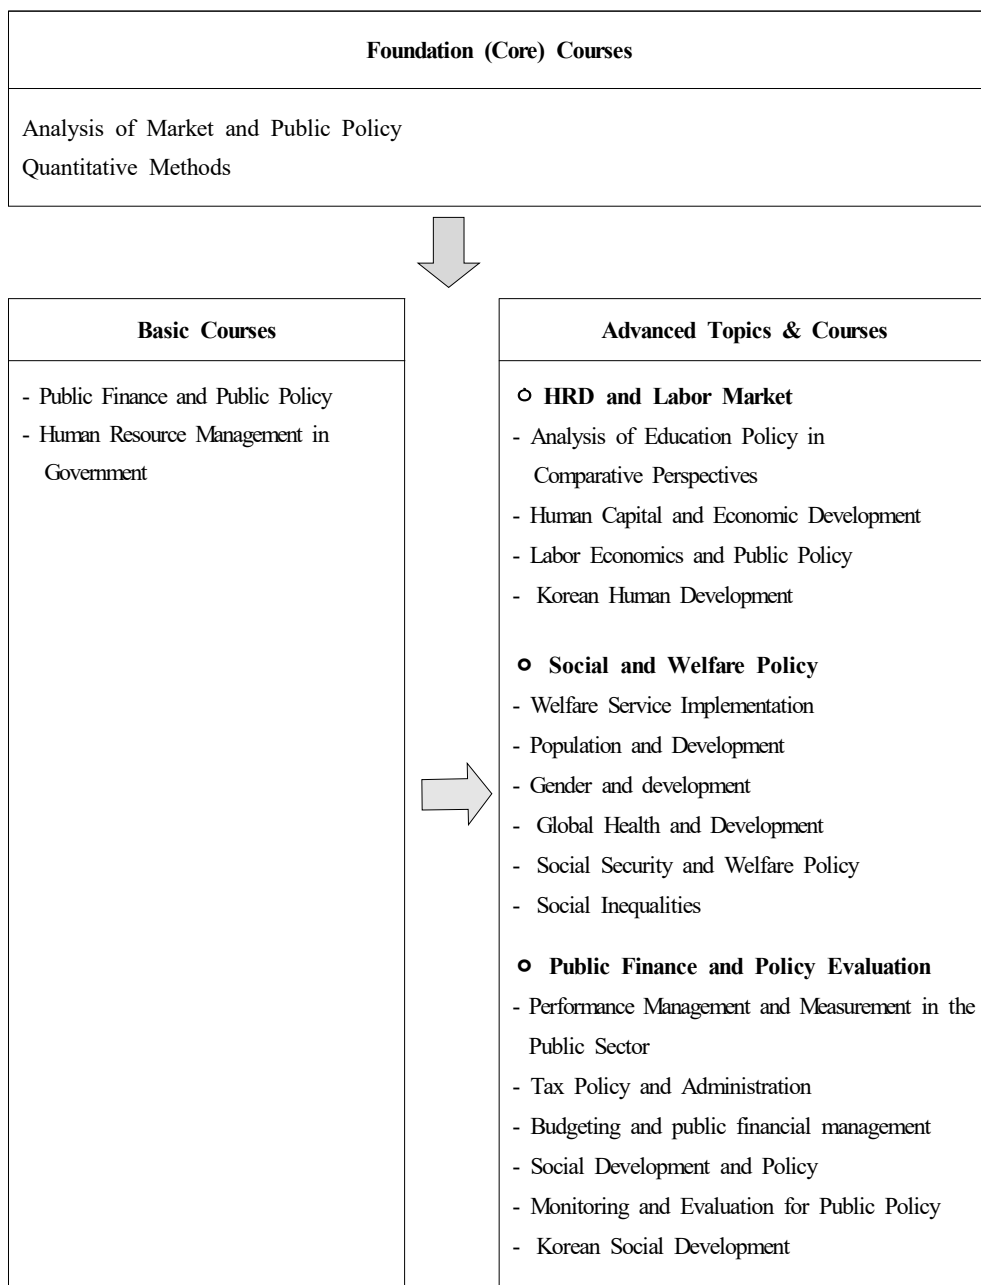 Foundation (Core) Courses
Analysis of Market and Public Policy
Quantitative Methods
Basic Courses
- Public Finance and Public Policy
- Human Resource Management in
Government
Advanced Topics & Courses
HRD and Labor Market
- Analysis of Education Policy in
Comparative Perspectives
- Human Capital and Economic Development
- Labor Economics and Public Policy
- Korean Human Development
Social and Welfare Policy
- Welfare Service Implementation
- Population and Development
- Gender and development
- Global Health and Development
- Social Security and Welfare Policy
- Social Inequalities
Public Finance and Policy Evaluation
- Performance Management and Measurement in the
Public Sector
- Tax Policy and Administration
- Budgeting and public financial management
- Social Development and Policy
- Monitoring and Evaluation for Public Policy
- Korean Social Development